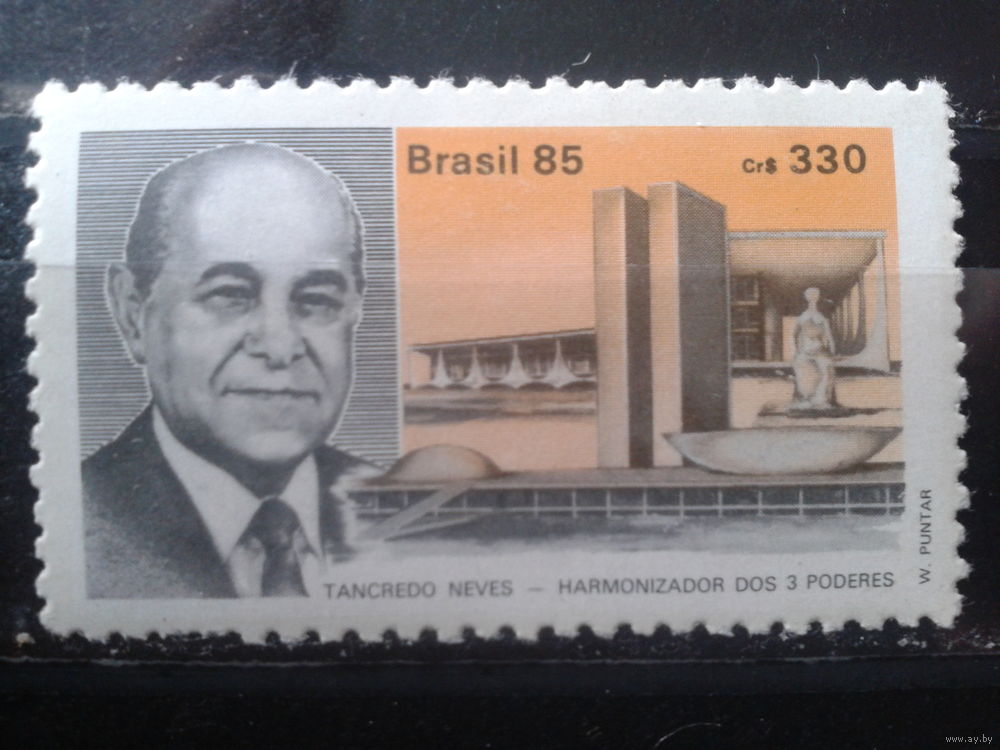 Brasil 85
Cr$ 330
TANCREDO NEVES — HARMONIZADOR DOS 3 PODERES
W. PUNTAR
www.ay.by